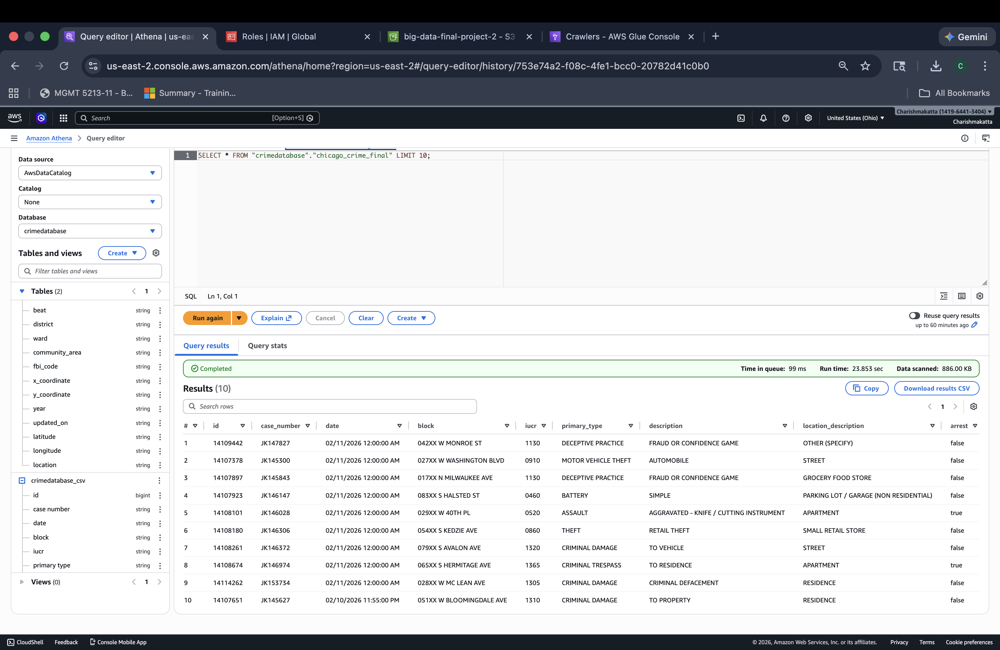 Query editor | Athena | us-eas
Roles | IAM | Global
big-data-final-project-2 - S3
Crawlers - AWS Glue Console
Gemini
us-east-2.console.aws.amazon.com/athena/home?region=us-east-2#/query-editor/history/753e74a2-f08c-4fe1-bcc0-20782d41c0b0
C
MGMT 5213-11 - B...
Summary - Trainin...
All Bookmarks
aws
Search
[Option+S]
United States (Ohio)
Charishmakatta (1419-6441-3404)
Charishmakatta
Amazon Athena
Query editor
Data source
AwsDataCatalog
Catalog
None
Database
crimedatabase
Tables and views
Create
Filter tables and views
Tables (2)
1
beat string
district string
ward string
community_area string
fbi_code string
x_coordinate string
y_coordinate string
year string
updated_on string
latitude string
longitude string
location string
crimedatabase_csv
id bigint
case number string
date string
block string
iucr string
primary type string
Views (0)
1
1 SELECT * FROM "crimedatabase"."chicago_crime_final" LIMIT 10;
SQL Ln 1, Col 1
Run again
Explain
Cancel
Clear
Create
Reuse query results
up to 60 minutes ago
Query results
Query stats
Completed
Time in queue: 99 ms Run time: 23.853 sec Data scanned: 886.00 KB
Results (10)
Copy
Download results CSV
Search rows
1
# id case_number date block iucr primary_type description location_description arrest
1 14109442 JK147827 02/11/2026 12:00:00 AM 042XX W MONROE ST 1130 DECEPTIVE PRACTICE FRAUD OR CONFIDENCE GAME OTHER (SPECIFY) false
2 14107378 JK145300 02/11/2026 12:00:00 AM 027XX W WASHINGTON BLVD 0910 MOTOR VEHICLE THEFT AUTOMOBILE STREET false
3 14107897 JK145843 02/11/2026 12:00:00 AM 017XX N MILWAUKEE AVE 1130 DECEPTIVE PRACTICE FRAUD OR CONFIDENCE GAME GROCERY FOOD STORE false
4 14107923 JK146147 02/11/2026 12:00:00 AM 083XX S HALSTED ST 0460 BATTERY SIMPLE PARKING LOT / GARAGE (NON RESIDENTIAL) false
5 14108101 JK146028 02/11/2026 12:00:00 AM 029XX W 40TH PL 0520 ASSAULT AGGRAVATED - KNIFE / CUTTING INSTRUMENT APARTMENT true
6 14108180 JK146306 02/11/2026 12:00:00 AM 054XX S KEDZIE AVE 0860 THEFT RETAIL THEFT SMALL RETAIL STORE false
7 14108261 JK146372 02/11/2026 12:00:00 AM 079XX S AVALON AVE 1320 CRIMINAL DAMAGE TO VEHICLE STREET false
8 14108674 JK146974 02/11/2026 12:00:00 AM 065XX S HERMITAGE AVE 1365 CRIMINAL TRESPASS TO RESIDENCE APARTMENT true
9 14114262 JK153734 02/11/2026 12:00:00 AM 028XX W MC LEAN AVE 1305 CRIMINAL DAMAGE CRIMINAL DEFACEMENT RESIDENCE false
10 14107651 JK145627 02/10/2026 11:55:00 PM 051XX W BLOOMINGDALE AVE 1310 CRIMINAL DAMAGE TO PROPERTY RESIDENCE false
CloudShell Feedback Console Mobile App
© 2026, Amazon Web Services, Inc. or its affiliates. Privacy Terms Cookie preferences